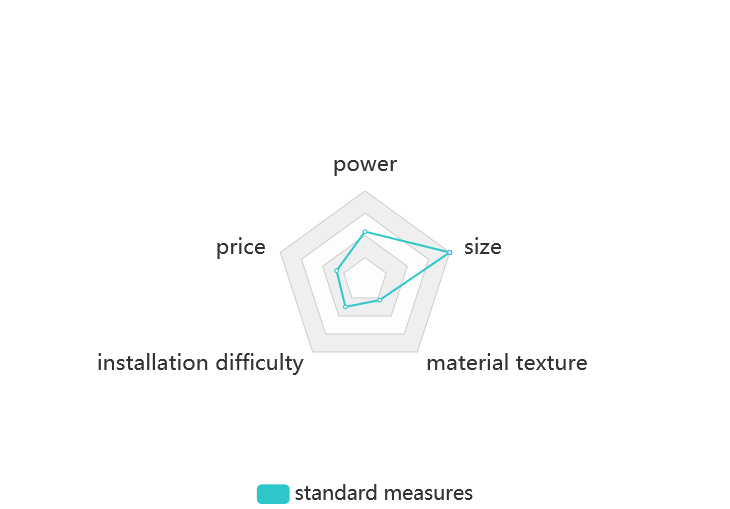 power
price
size
installation difficulty
material texture
standard measures